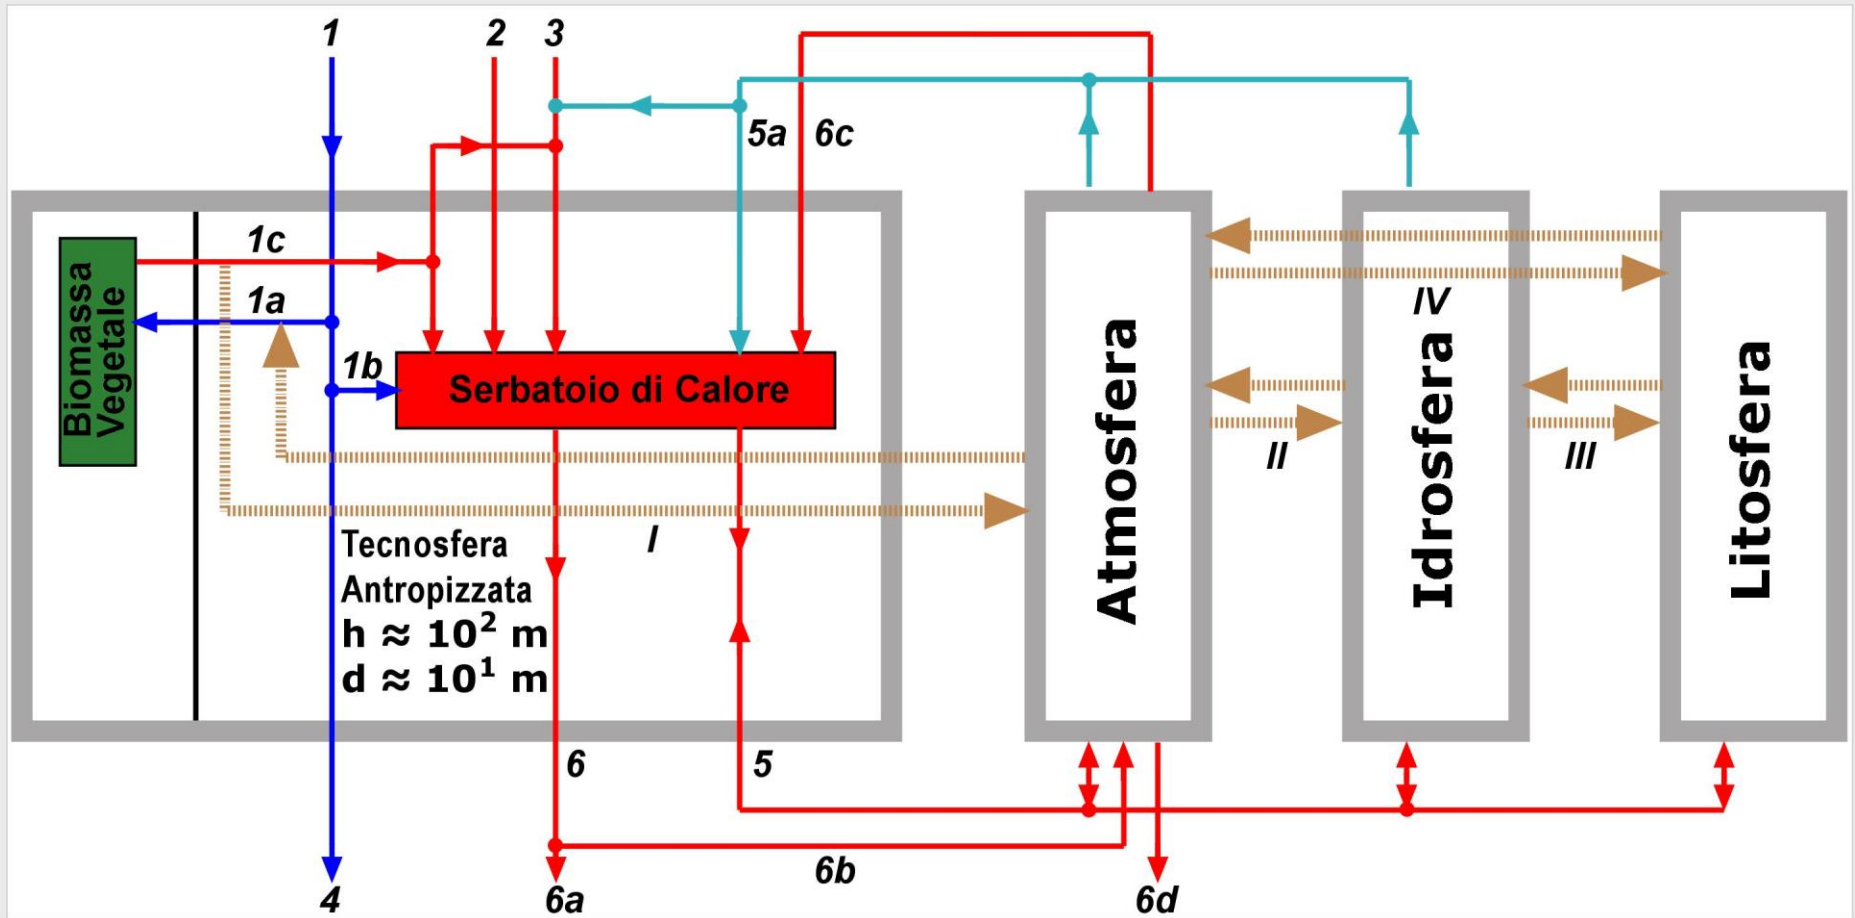 1
2
3
5a
6c
1c
1a
1b
Biomassa
Vegetale
Serbatoio di Calore
Atmosfera
Idrosfera
Litosfera
IV
II
III
I
Tecnosfera
Antropizzata
h ≈ 10² m
d ≈ 10¹ m
6
5
6b
4
6a
6d